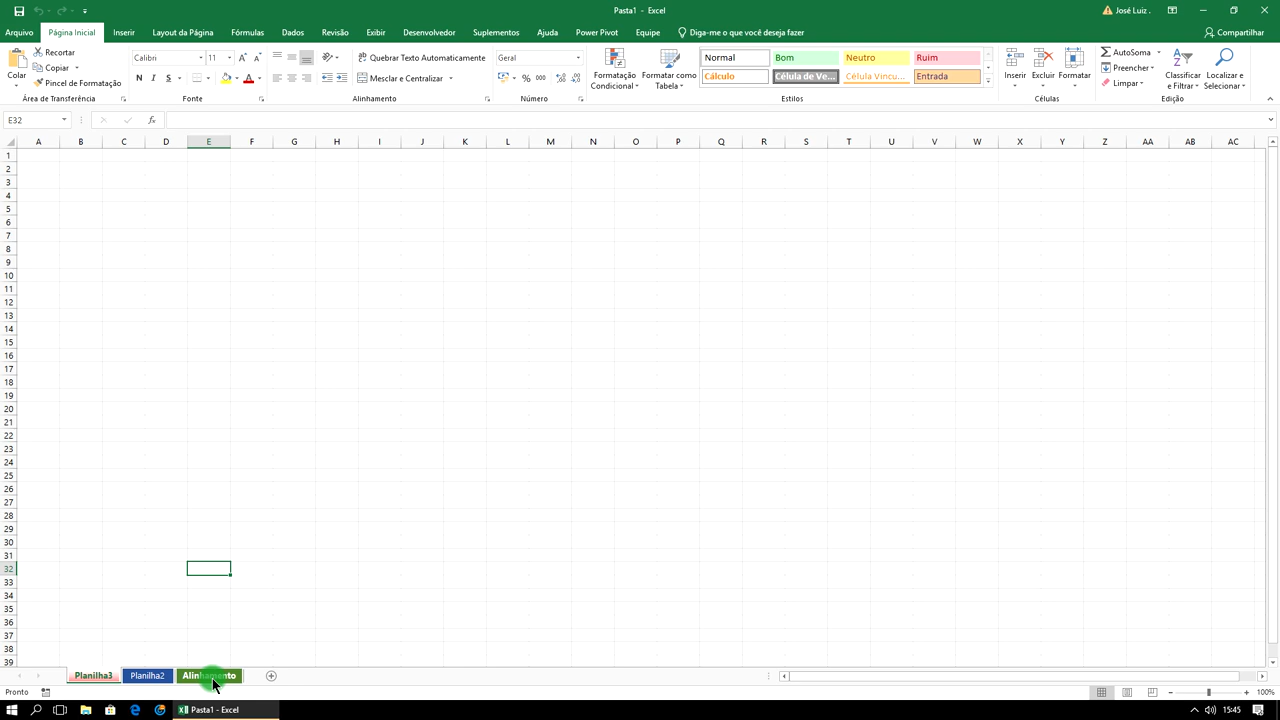 Pasta1 - Excel
José Luiz .
Arquivo Página Inicial Inserir Layout da Página Fórmulas Dados Revisão Exibir Desenvolvedor Suplementos Ajuda Power Pivot Equipe Diga-me o que você deseja fazer Compartilhar
Colar
Recortar
Copiar
Pincel de Formatação
Área de Transferência
Calibri 11
N I S
Fonte
Quebrar Texto Automaticamente
Mesclar e Centralizar
Alinhamento
Geral
% 000
Número
Formatação Condicional
Formatar como Tabela
Normal Bom Neutro Ruim
Cálculo Célula de Ve... Célula Vincu... Entrada
Estilos
Inserir Excluir Formatar
Células
AutoSoma
Preencher
Limpar
Classificar e Filtrar
Localizar e Selecionar
Edição
E32 fx
A B C D E F G H I J K L M N O P Q R S T U V W X Y Z AA AB AC
1
2
3
4
5
6
7
8
9
10
11
12
13
14
15
16
17
18
19
20
21
22
23
24
25
26
27
28
29
30
31
32
33
34
35
36
37
38
39
Planilha3 Planilha2 Alinhamento
Pronto 100%
Pasta1 - Excel 15:45